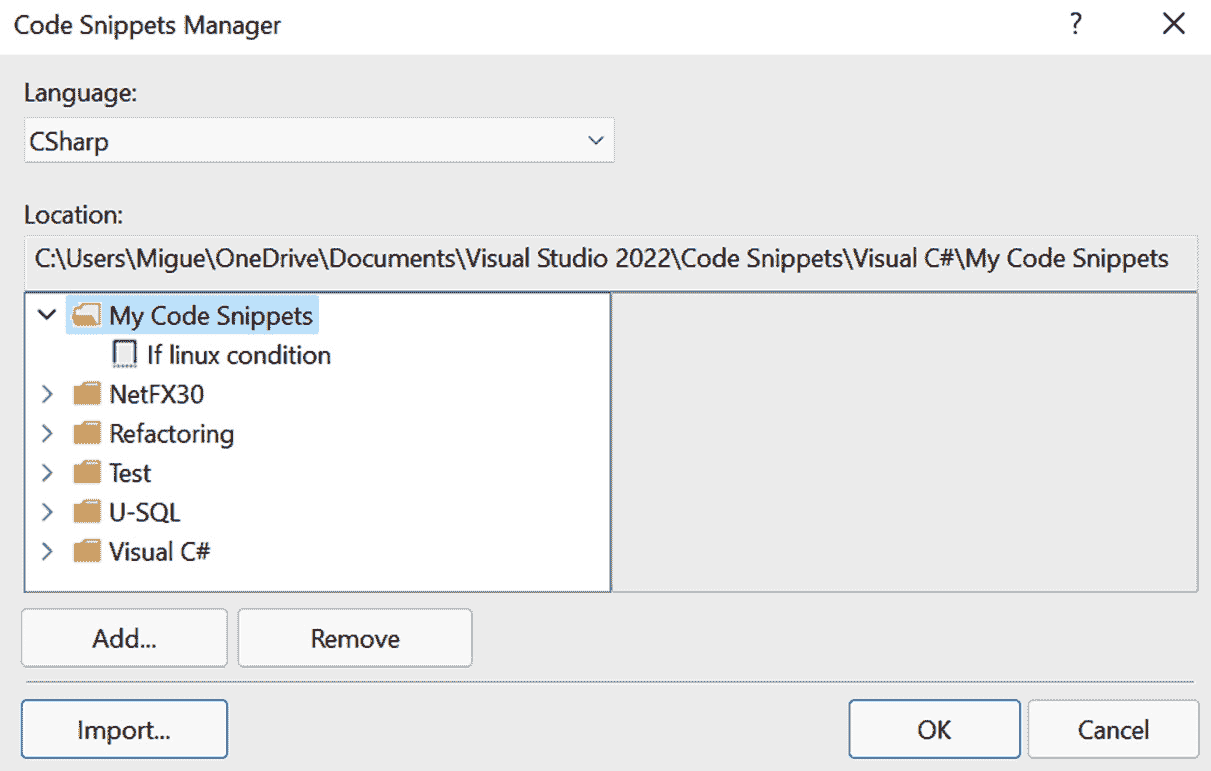 Code Snippets Manager ?
Language:
CSharp
Location:
C:\Users\Migue\OneDrive\Documents\Visual Studio 2022\Code Snippets\Visual C#\My Code Snippets
My Code Snippets
If linux condition
NetFX30
Refactoring
Test
U-SQL
Visual C#
Add... Remove
Import... OK Cancel